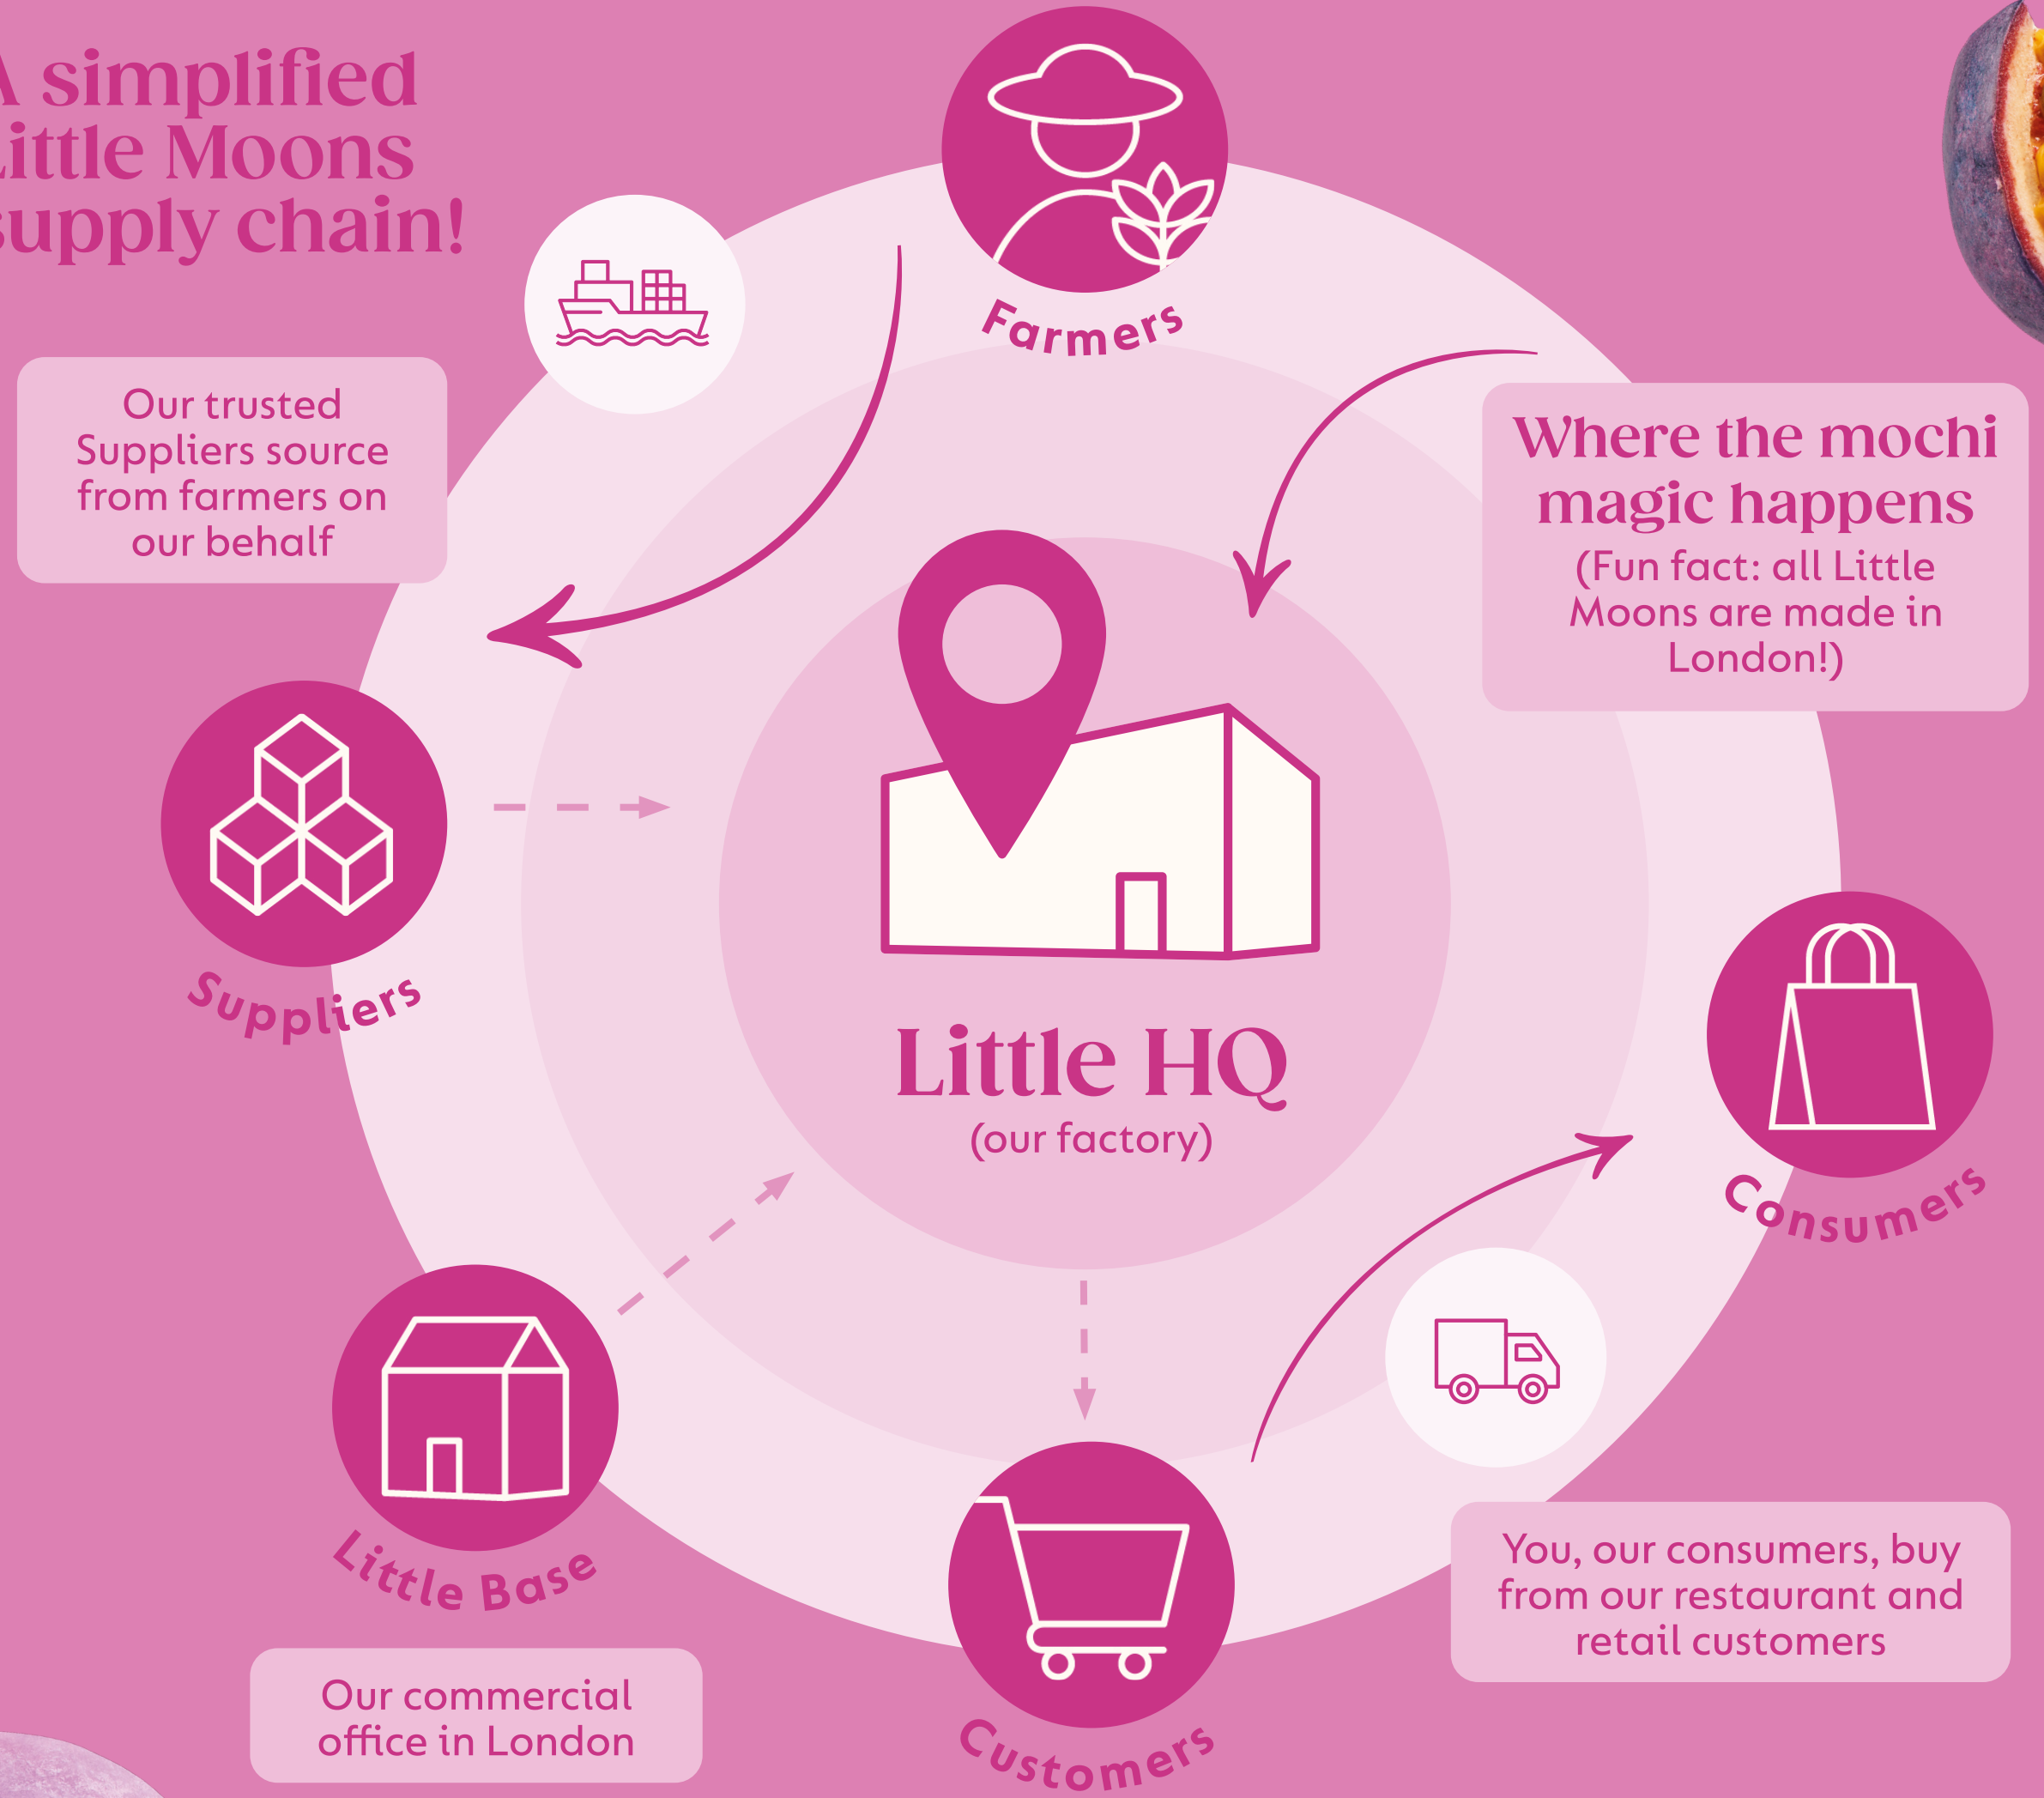 A simplified
Little Moons
supply chain!
Farmers
Our trusted
Suppliers source
from farmers on
our behalf
Where the mochi
magic happens
(Fun fact: all Little
Moons are made in
London!)
Suppliers
Little HQ
(our factory)
Consumers
Little Base
Our commercial
office in London
You, our consumers, buy
from our restaurant and
retail customers
Customers